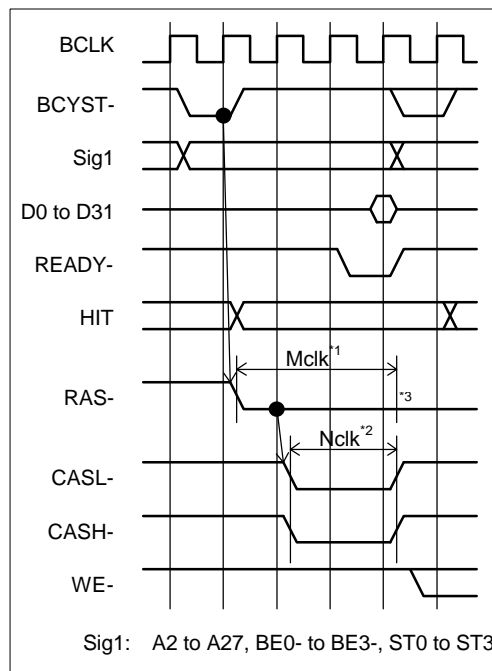 BCLK
BCYST-
Sig1
D0 to D31
READY-
HIT
Mclk*1
RAS-
*3
Nclk*2
CASL-
CASH-
WE-
Sig1: A2 to A27, BE0- to BE3-, ST0 to ST3